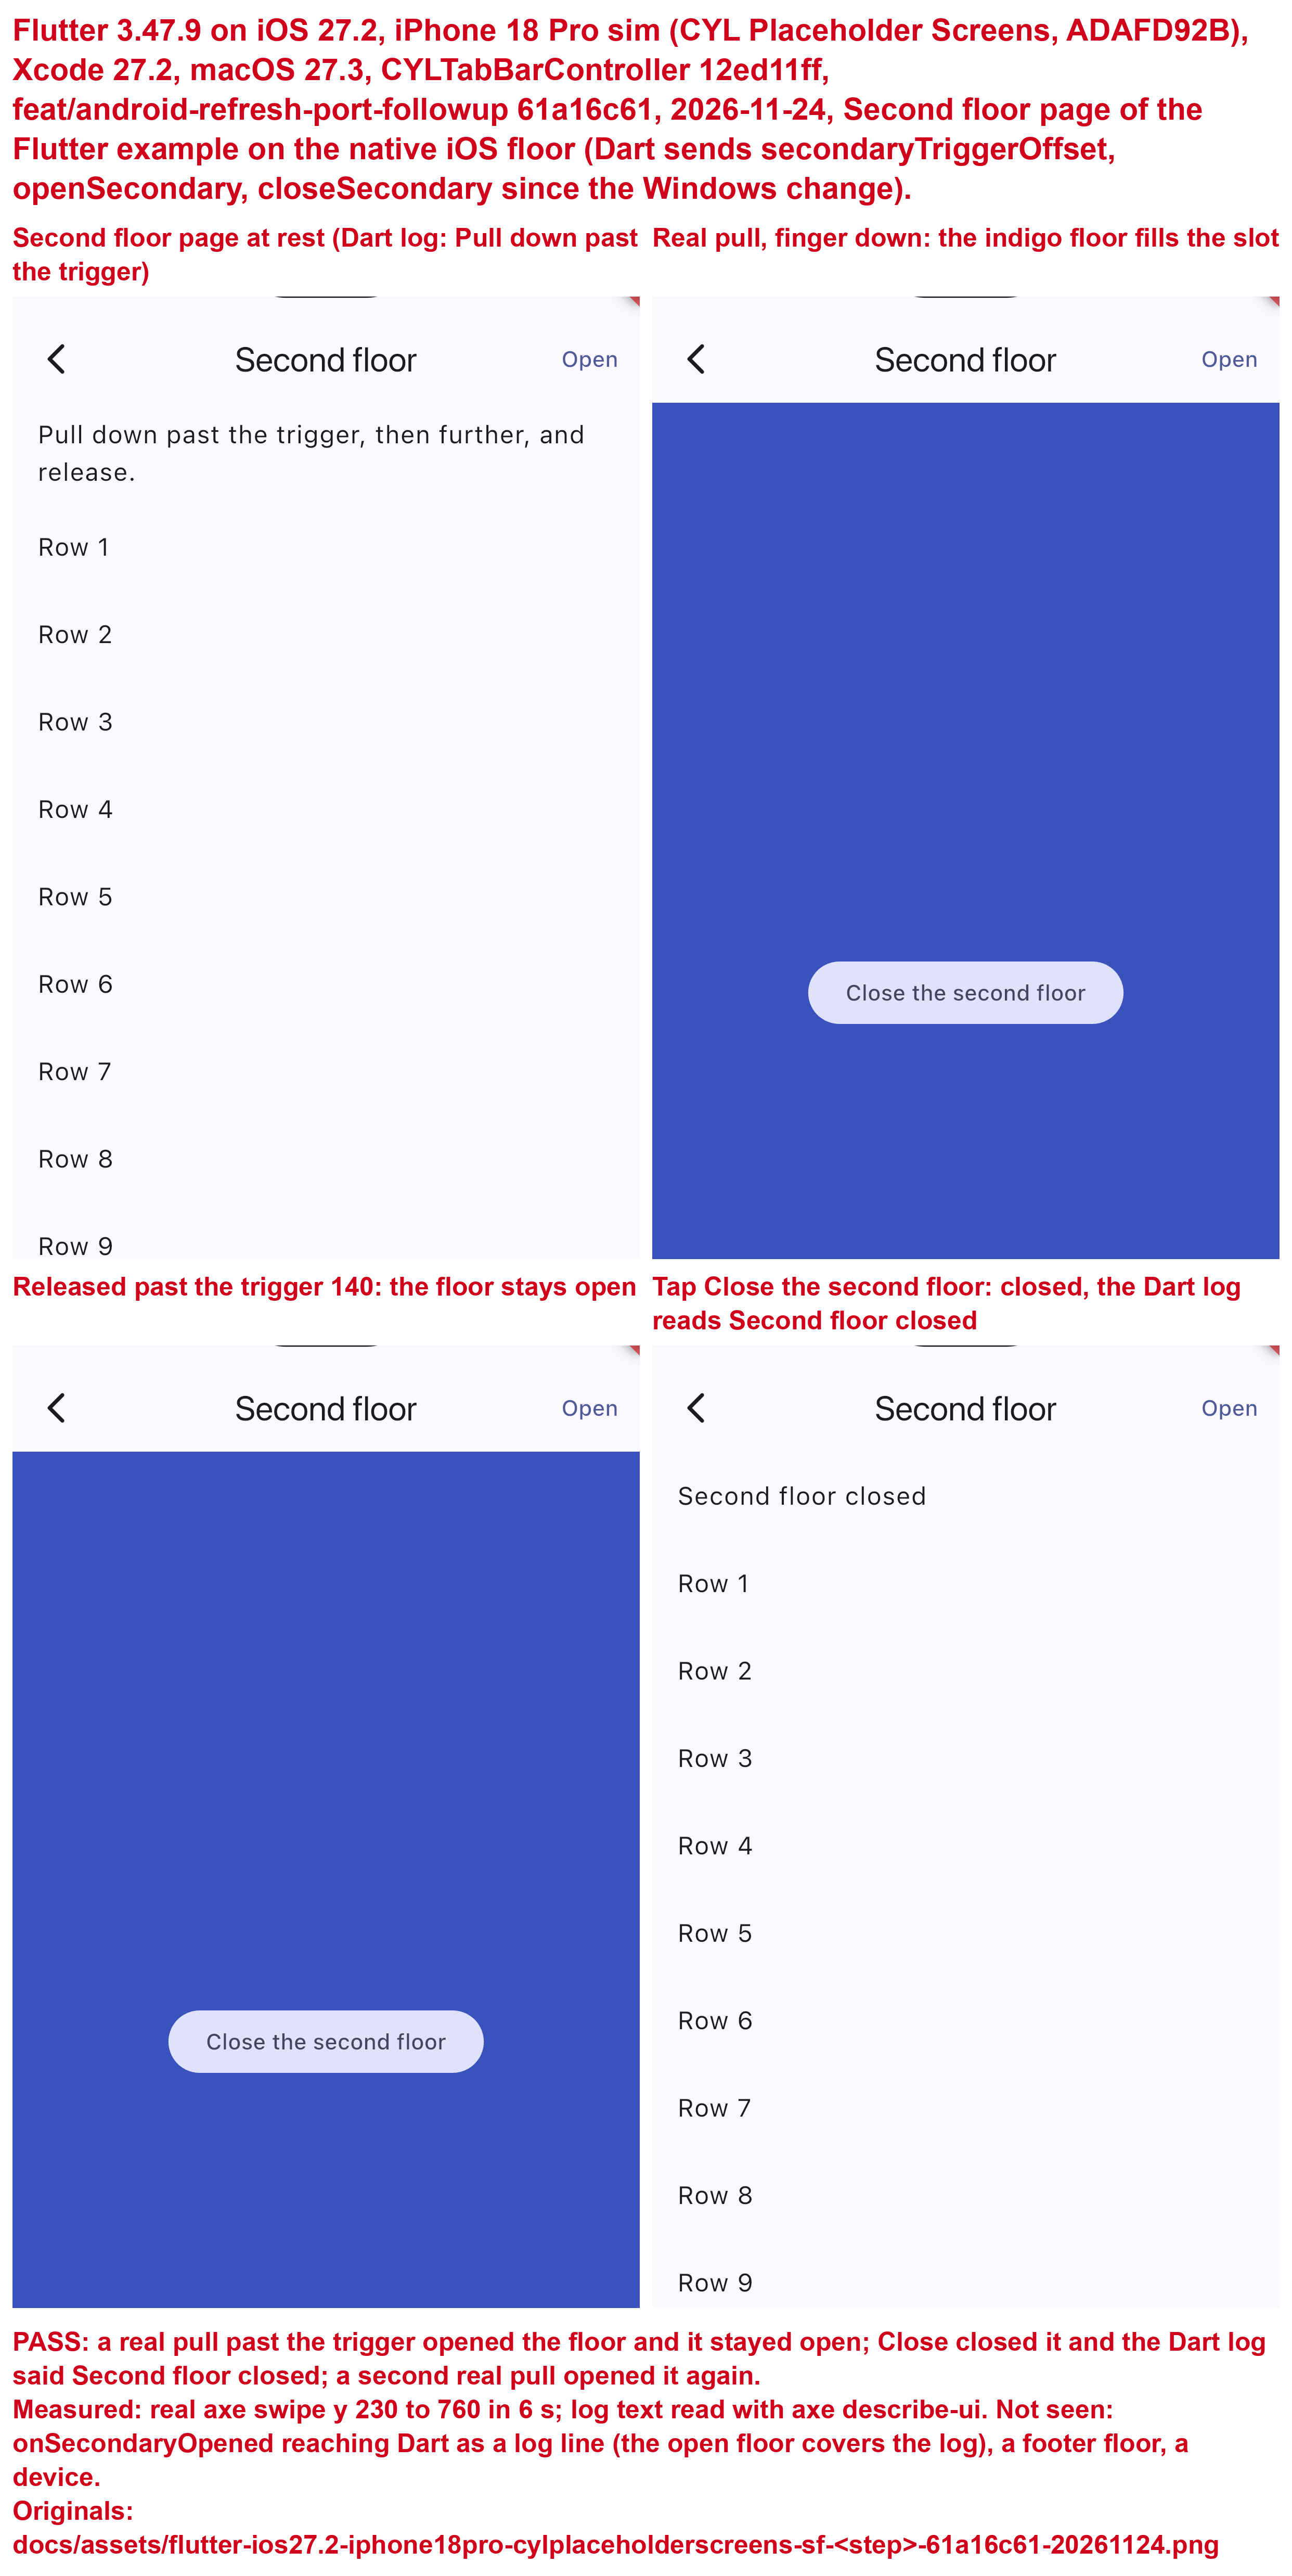 Flutter 3.47.9 on iOS 27.2, iPhone 18 Pro sim (CYL Placeholder Screens, ADAFD92B),
Xcode 27.2, macOS 27.3, CYLTabBarController 12ed11ff,
feat/android-refresh-port-followup 61a16c61, 2026-11-24, Second floor page of the
Flutter example on the native iOS floor (Dart sends secondaryTriggerOffset,
openSecondary, closeSecondary since the Windows change).
Second floor page at rest (Dart log: Pull down past
the trigger)
Second floor
Open
Pull down past the trigger, then further, and
release.
Row 1
Row 2
Row 3
Row 4
Row 5
Row 6
Row 7
Row 8
Row 9
Real pull, finger down: the indigo floor fills the slot
Second floor
Open
Close the second floor
Released past the trigger 140: the floor stays open
Second floor
Open
Close the second floor
Tap Close the second floor: closed, the Dart log
reads Second floor closed
Second floor
Open
Second floor closed
Row 1
Row 2
Row 3
Row 4
Row 5
Row 6
Row 7
Row 8
Row 9
PASS: a real pull past the trigger opened the floor and it stayed open; Close closed it and the Dart log
said Second floor closed; a second real pull opened it again.
Measured: real axe swipe y 230 to 760 in 6 s; log text read with axe describe-ui. Not seen:
onSecondaryOpened reaching Dart as a log line (the open floor covers the log), a footer floor, a
device.
Originals:
docs/assets/flutter-ios27.2-iphone18pro-cylplaceholderscreens-sf-<step>-61a16c61-20261124.png